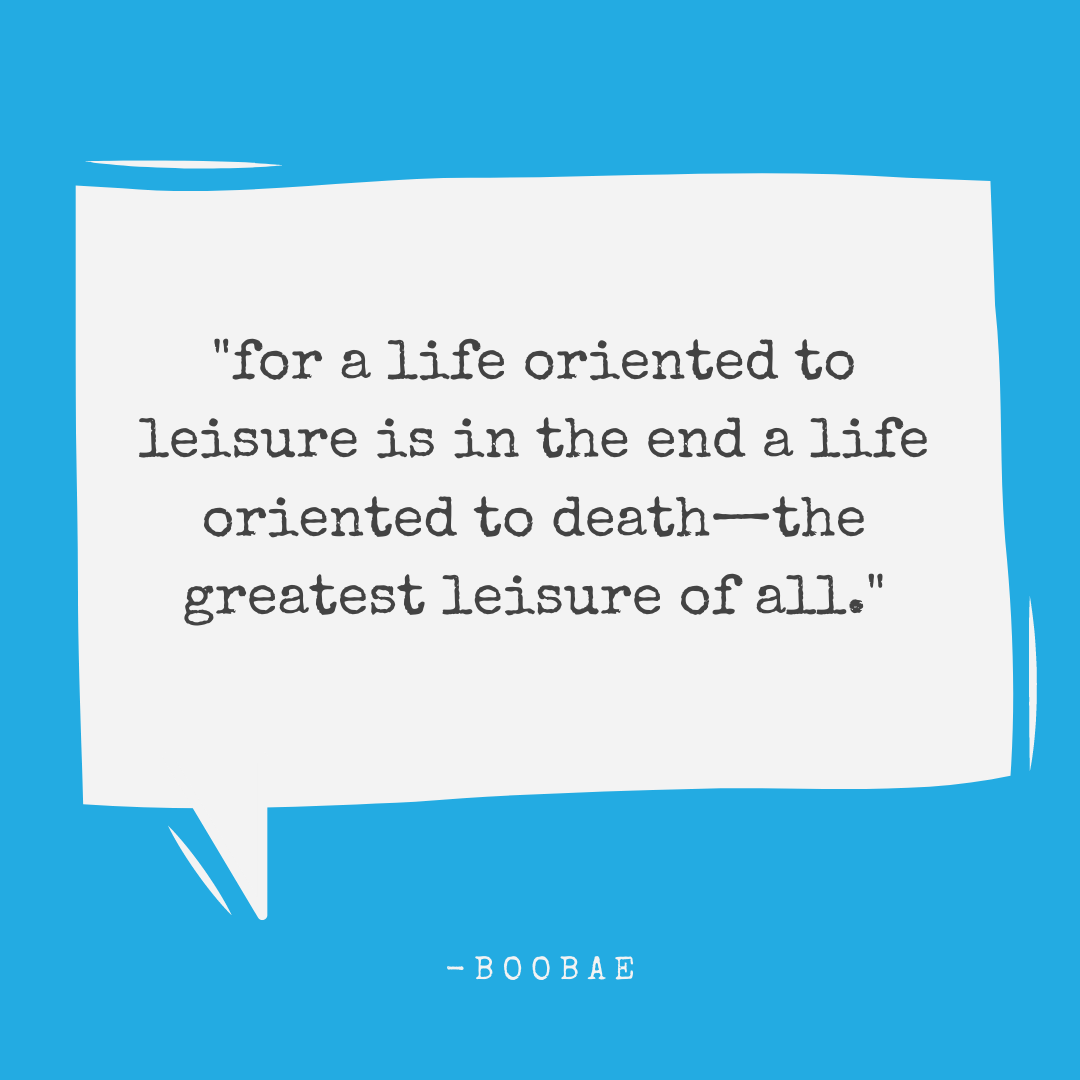 "for a life oriented to
leisure is in the end a life
oriented to death—the
greatest leisure of all."
-BOOBAE